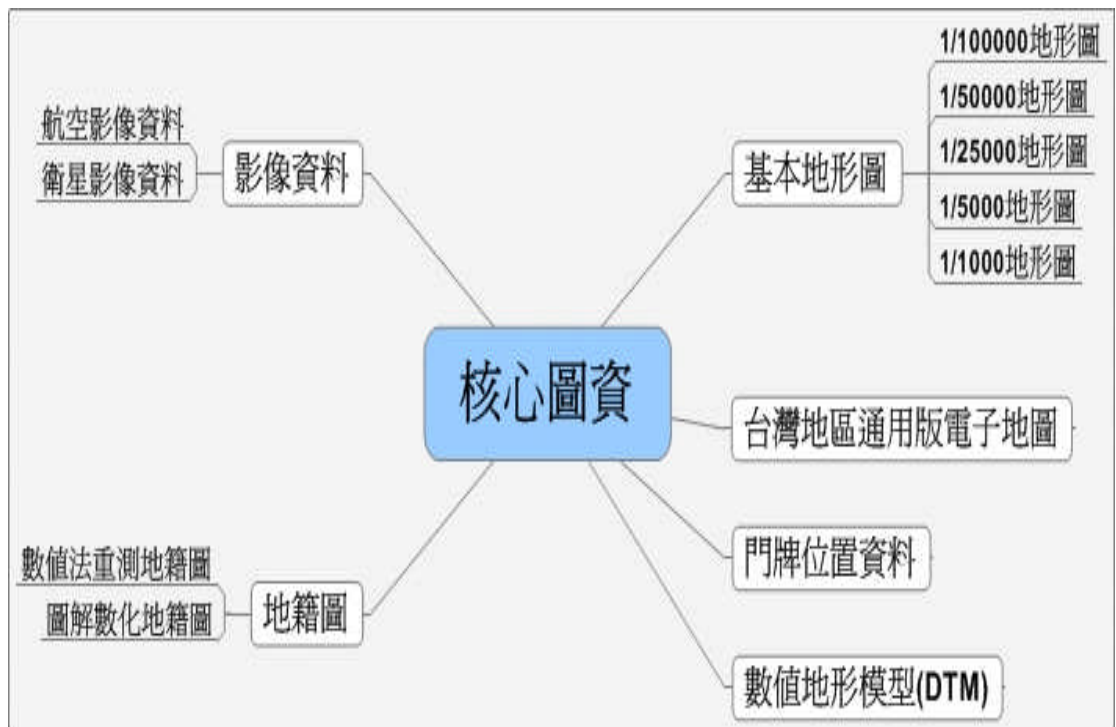 核心圖資
影像資料
航空影像資料
衛星影像資料
地籍圖
數值法重測地籍圖
圖解數化地籍圖
基本地形圖
1/100000地形圖
1/50000地形圖
1/25000地形圖
1/5000地形圖
1/1000地形圖
台灣地區通用版電子地圖
門牌位置資料
數值地形模型(DTM)